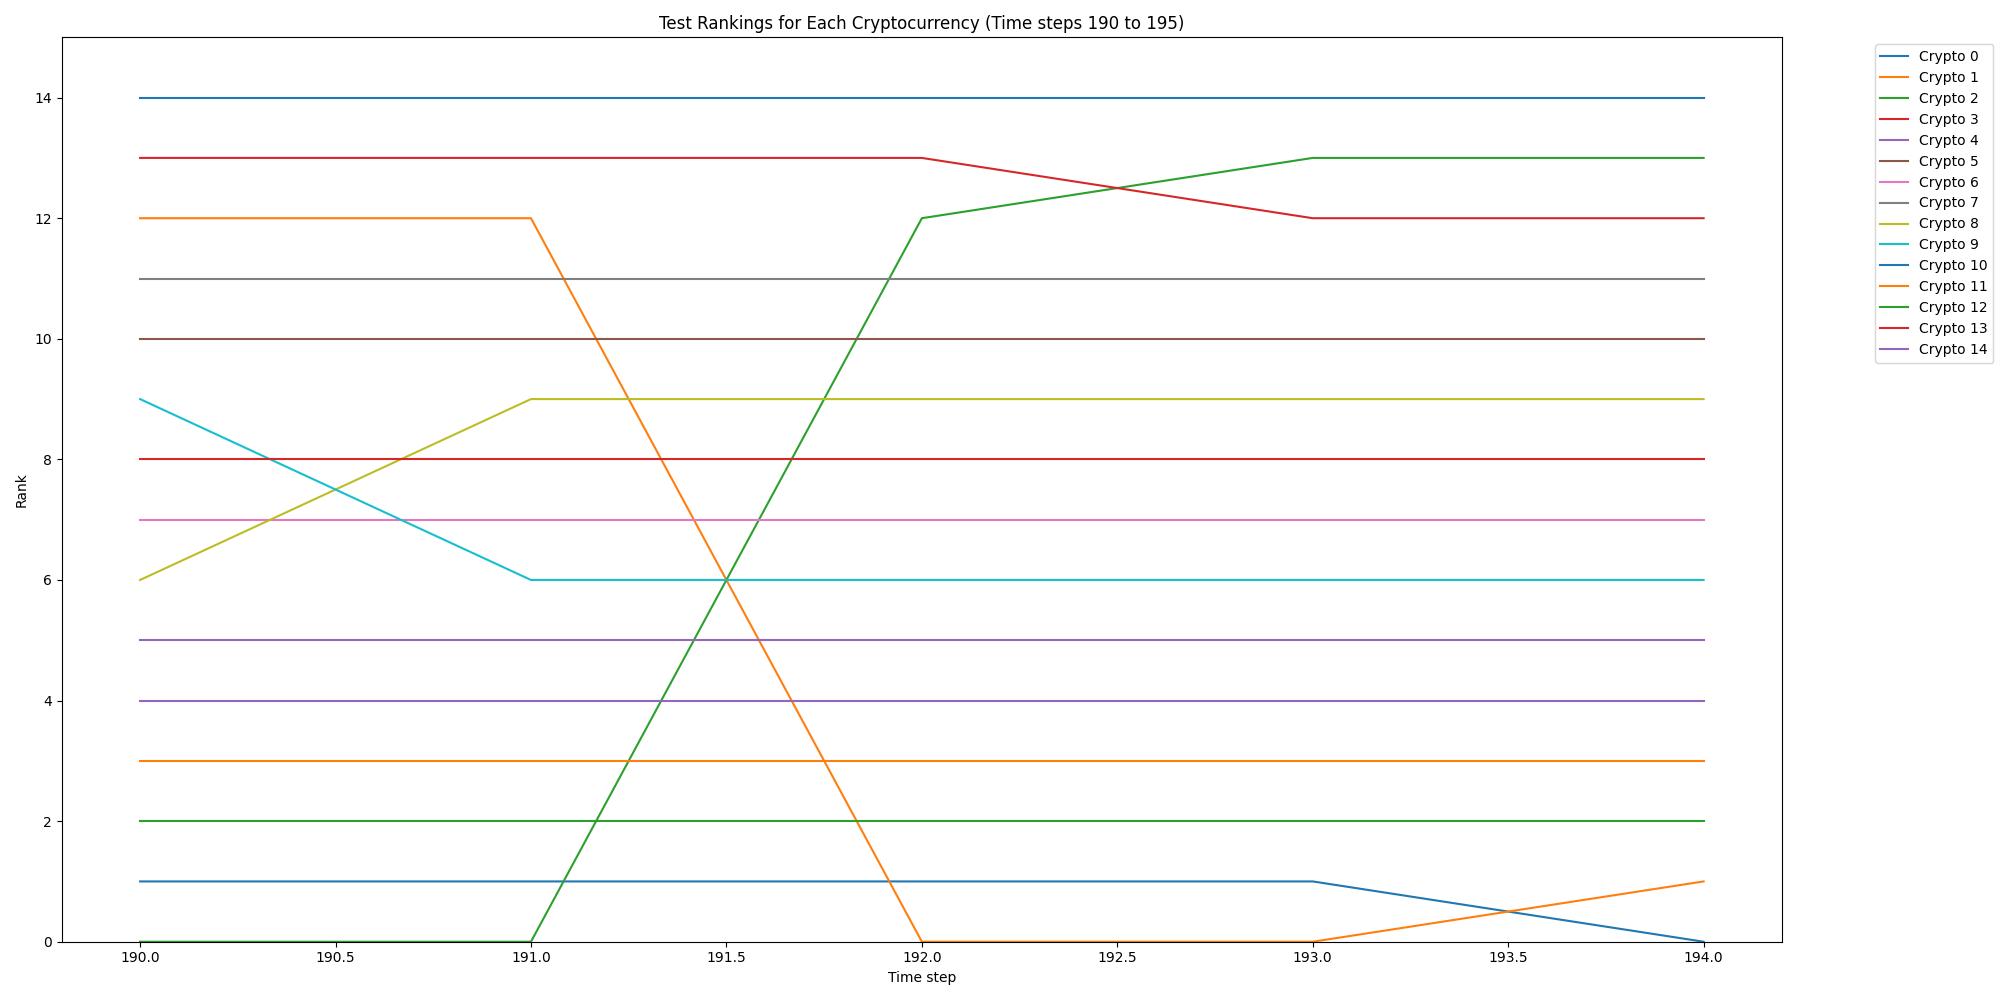 Test Rankings for Each Cryptocurrency (Time steps 190 to 195)
Rank
14
12
10
8
6
4
2
0
190.0 190.5 191.0 191.5 192.0 192.5 193.0 193.5 194.0
Time step
Crypto 0
Crypto 1
Crypto 2
Crypto 3
Crypto 4
Crypto 5
Crypto 6
Crypto 7
Crypto 8
Crypto 9
Crypto 10
Crypto 11
Crypto 12
Crypto 13
Crypto 14